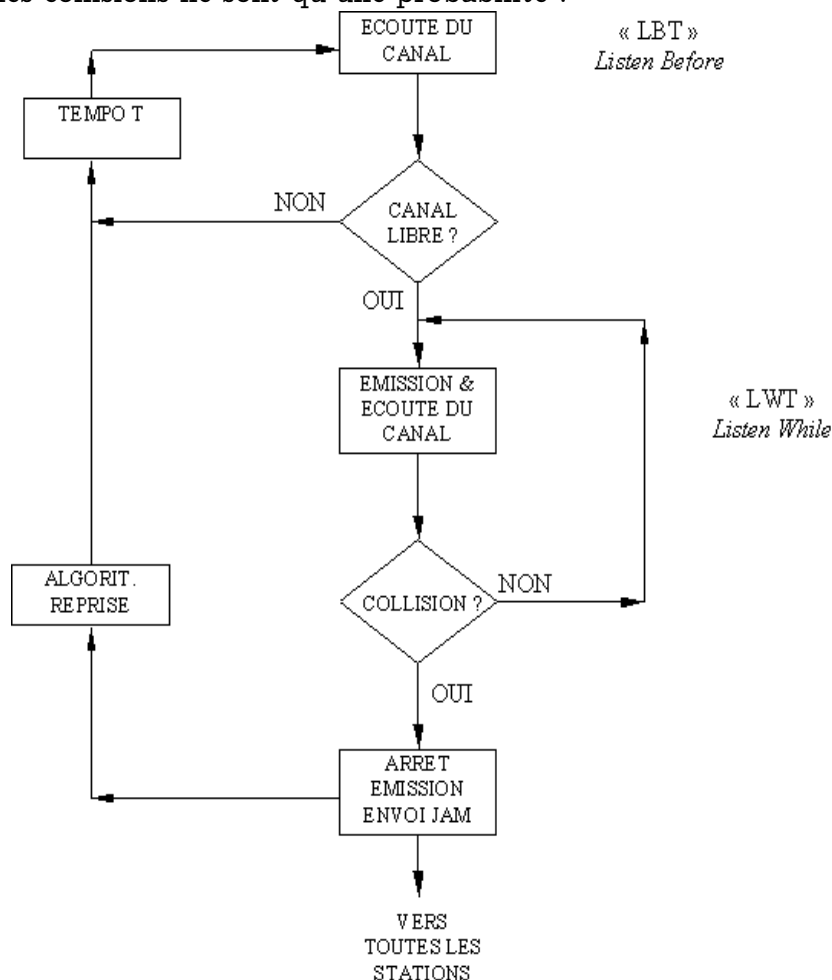 les collisions ne sont qu'une probabilité :
ECOUTE DU
CANAL
« LBT »
Listen Before
TEMPO T
NON
CANAL
LIBRE ?
OUI
EMISSION &
ECOUTE DU
CANAL
« LWT »
Listen While
ALGORIT.
REPRISE
COLLISION ?
NON
OUI
ARRET
EMISSION
ENVOI JAM
VERS
TOUTES LES
STATIONS